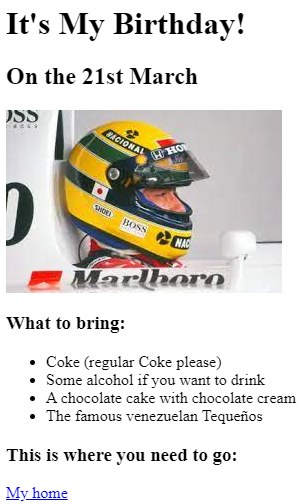 It's My Birthday!
On the 21st March
OSS
NACIONAL
HONDA
SHOEI
BOSS
NAC
Marlboro
What to bring:
Coke (regular Coke please)
Some alcohol if you want to drink
A chocolate cake with chocolate cream
The famous venezuelan Tequeños
This is where you need to go:
My home